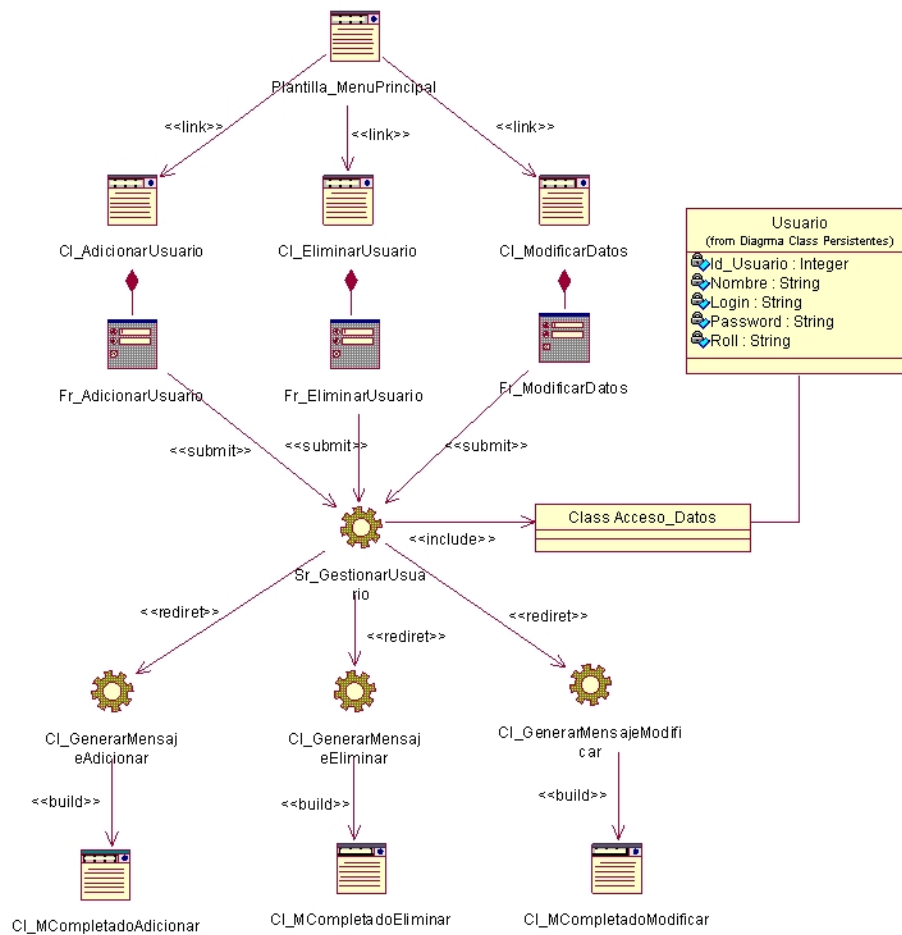 Plantilla_MenuPrincipal
<<link>>
<<link>>
<<link>>
Cl_AdicionarUsuario
Cl_EliminarUsuario
Cl_ModificarDatos
Usuario
(from Diagrma Class Persistentes)
Id_Usuario : Integer
Nombre : String
Login : String
Password : String
Roll : String
Fr_AdicionarUsuario
Fr_EliminarUsuario
Fr_ModificarDatos
<<submit>>
<<submit>>
<<submit>>
Class Acceso_Datos
<<include>>
Sr_GestionarUsua
rio
<<rediret>>
<<rediret>>
<<rediret>>
Cl_GenerarMensaj
eAdicionar
Cl_GenerarMensaj
eEliminar
Cl_GenerarMensajeModifi
car
<<build>>
<<build>>
<<build>>
Cl_MCompletadoAdicionar
Cl_MCompletadoEliminar
Cl_MCompletadoModificar